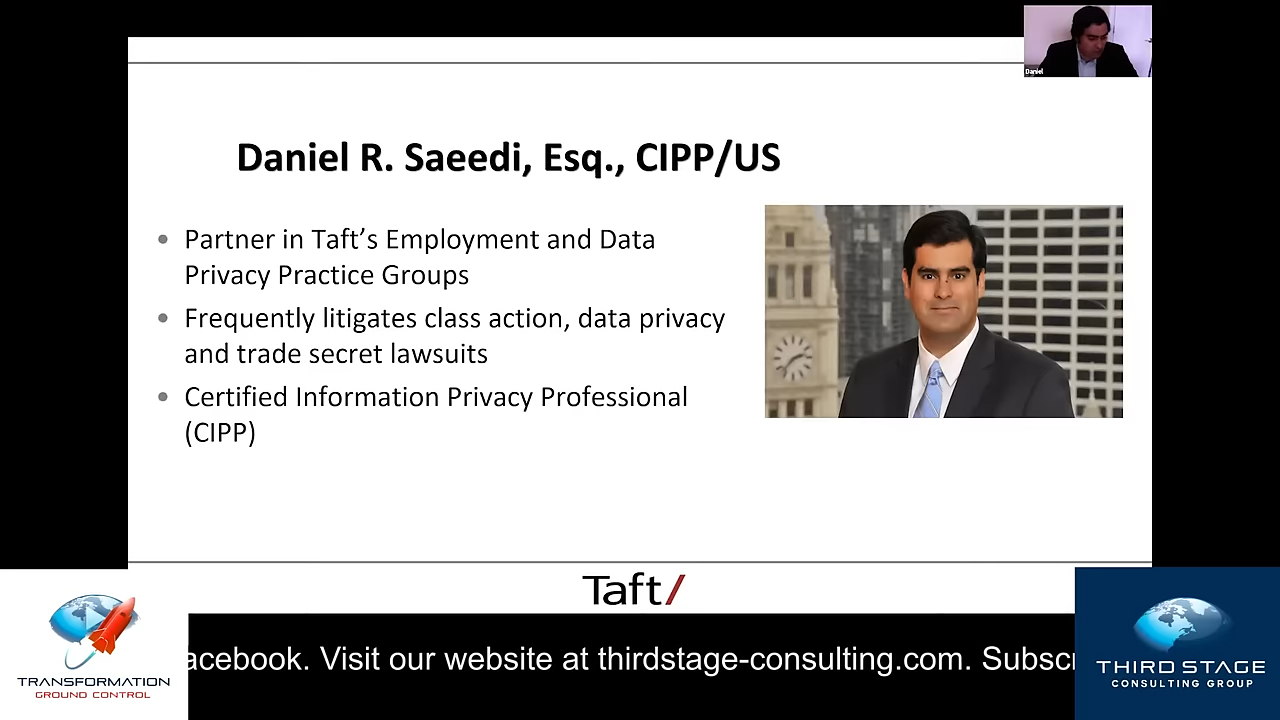 Daniel
Daniel R. Saeedi, Esq., CIPP/US
• Partner in Taft’s Employment and Data
Privacy Practice Groups
• Frequently litigates class action, data privacy
and trade secret lawsuits
• Certified Information Privacy Professional
(CIPP)
Taft/
TRANSFORMATION
GROUND CONTROL
acebook. Visit our website at thirdstage-consulting.com. Subscr
THIRD STAGE
CONSULTING GROUP